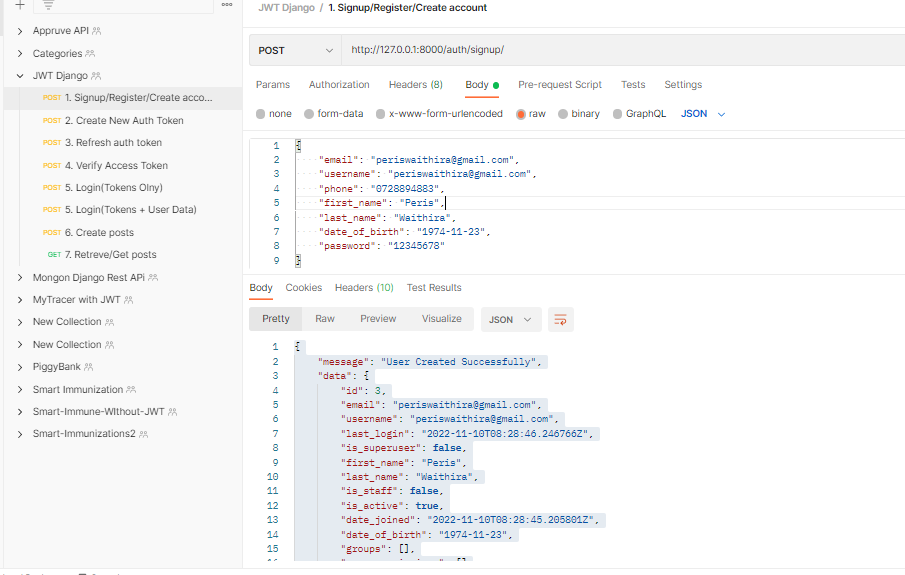 JWT Django / 1. Signup/Register/Create account
Appruve API
Categories
JWT Django
POST 1. Signup/Register/Create acco...
POST 2. Create New Auth Token
POST 3. Refresh auth token
POST 4. Verify Access Token
POST 5. Login(Tokens Olny)
POST 5. Login(Tokens + User Data)
POST 6. Create posts
GET 7. Retreve/Get posts
Mongon Django Rest APi
MyTracer with JWT
New Collection
New Collection
PiggyBank
Smart Immunization
Smart-Immune-WIthout-JWT
Smart-Immunizations2
POST http://127.0.0.1:8000/auth/signup/
Params Authorization Headers (8) Body Pre-request Script Tests Settings
none form-data x-www-form-urlencoded raw binary GraphQL JSON
1 {
2 "email": "periswaithira@gmail.com",
3 "username": "periswaithira@gmail.com",
4 "phone": "0728894883",
5 "first_name": "Peris",
6 "last_name": "Waithira",
7 "date_of_birth": "1974-11-23",
8 "password": "12345678"
9 }
Body Cookies Headers (10) Test Results
Pretty Raw Preview Visualize JSON
1 {
2 "message": "User Created Successfully",
3 "data": {
4 "id": 3,
5 "email": "periswaithira@gmail.com",
6 "username": "periswaithira@gmail.com",
7 "last_login": "2022-11-10T08:28:46.246766Z",
8 "is_superuser": false,
9 "first_name": "Peris",
10 "last_name": "Waithira",
11 "is_staff": false,
12 "is_active": true,
13 "date_joined": "2022-11-10T08:28:45.205801Z",
14 "date_of_birth": "1974-11-23",
15 "groups": [],